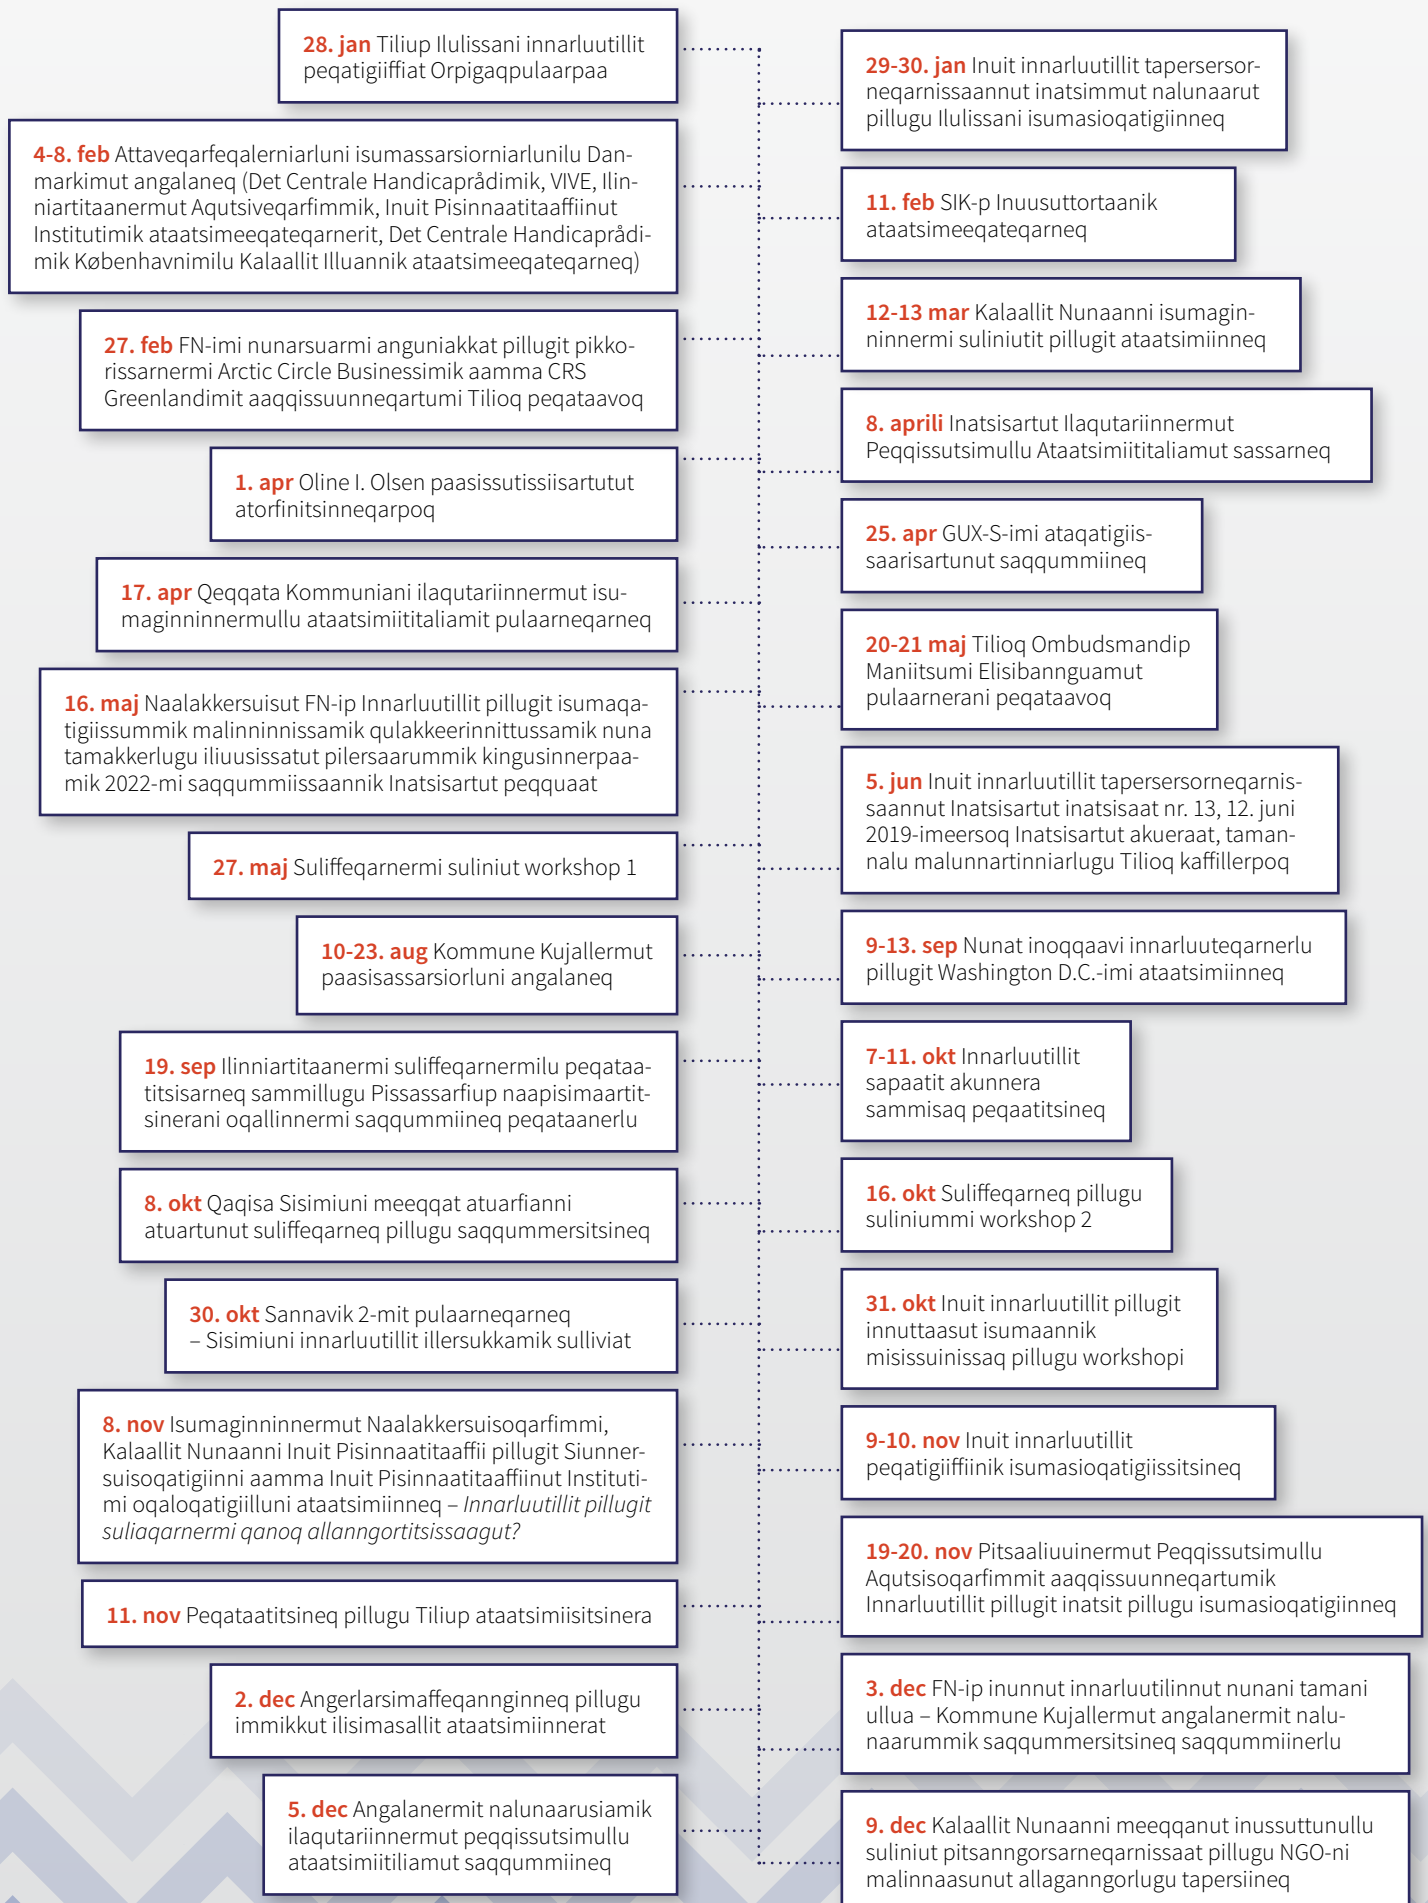 28. jan Tiliup Ilulissani innarluutillit
peqatigiiffiat Orpigaqpulaarpaa
29-30. jan Inuit innarluutillit tapersersor-
neqarnissaannut inatsimmut nalunaarut
pillugu Ilulissani isumasioqatigiinneq
4-8. feb Attaveqarfeqalerniarluni isumassarsiorniarlunilu Dan-
markimut angalaneq (Det Centrale Handicaprådimik, VIVE, Ilin-
niartitaanermut Aqutsiveqarfimmik, Inuit Pisinnaatitaaffiinut
Institutimik ataatsimeeqateqarnerit, Det Centrale Handicaprådi-
mik Københavnimilu Kalaallit Illuannik ataatsimeeqateqarneq)
11. feb SIK-p Inuusuttortaanik
ataatsimeeqateqarneq
27. feb FN-imi nunarsuarmi anguniakkat pillugit pikko-
rissarnermi Arctic Circle Businessimik aamma CRS
Greenlandimit aaqqissuunneqartumi Tilioq peqataavoq
12-13 mar Kalaallit Nunaanni isumagin-
ninnermi suliniutit pillugit ataatsimiinneq
1. apr Oline I. Olsen paasissutissiisartutut
atorfinitsinneqarpoq
8. aprili Inatsisartut Ilaqutariinnermut
Peqqissutsimullu Ataatsimiititaliamut sassarneq
17. apr Qeqqata Kommuniani ilaqutariinnermut isu-
maginninnermullu ataatsimiititaliamit pulaarneqarneq
25. apr GUX-S-imi ataqatigiis-
saarisartunut saqqummiineq
16. maj Naalakkersuisut FN-ip Innarluutillit pillugit isumaqa-
tigiissummik malinninnissamik qulakkeerinnittussamik nuna
tamakkerlugu iliuusissatut pilersaarummik kingusinnerpaa-
mik 2022-mi saqqummiissaannik Inatsisartut peqquaat
20-21 maj Tilioq Ombudsmandip
Maniitsumi Elisibannguamut
pulaarnerani peqataavoq
27. maj Suliffeqarnermi suliniut workshop 1
5. jun Inuit innarluutillit tapersersorneqarnis-
saannut Inatsisartut inatsisaat nr. 13, 12. juni
2019-imeersoq Inatsisartut akueraat, taman-
nalu malunnartinniarlugu Tilioq kaffillerpoq
10-23. aug Kommune Kujallermut
paasisassarsiorluni angalaneq
9-13. sep Nunat inoqqaavi innarluuteqarnerlu
pillugit Washington D.C.-imi ataatsimiinneq
19. sep Ilinniartitaanermi suliffeqarnermilu peqataa-
titsisarneq sammillugu Pissassarfiup naapisimaartit-
sinerani oqallinnermi saqqummiineq peqataanerlu
7-11. okt Innarluutillit
sapaatit akunnera
sammisaq peqaatitsineq
8. okt Qaqisa Sisimiuni meeqqat atuarfianni
atuartunut suliffeqarneq pillugu saqqummersitsineq
16. okt Suliffeqarneq pillugu
suliniummi workshop 2
30. okt Sannavik 2-mit pulaarneqarneq
– Sisimiuni innarluutillit illersukkamik sulliviat
31. okt Inuit innarluutillit pillugit
innuttaasut isumaannik
misissuinissaq pillugu workshopi
8. nov Isumaginninnermut Naalakkersuisoqarfimmi,
Kalaallit Nunaanni Inuit Pisinnaatitaaffii pillugit Siunner-
suisoqatigiinni aamma Inuit Pisinnaatitaaffiinut Instituti-
mi oqaloqatigiilluni ataatsimiinneq – Innarluutillit pillugit
suliaqarnermi qanoq allanngortitsissaagut?
9-10. nov Inuit innarluutillit
peqatigiiffiinik isumasioqatigiissitsineq
11. nov Peqataatitsineq pillugu Tiliup ataatsimiisitsinera
19-20. nov Pitsaaliuuinermut Peqqissutsimullu
Aqutsisoqarfimmit aaqqissuunneqartumik
Innarluutillit pillugit inatsit pillugu isumasioqatigiinneq
2. dec Angerlarsimaffeqannginneq pillugu
immikkut ilisimasallit ataatsimiinnerat
3. dec FN-ip inunnut innarluutilinnut nunani tamani
ullua – Kommune Kujallermut angalanermit nalu-
naarummik saqqummersitsineq saqqummiinerlu
5. dec Angalanermit nalunaarusiamik
ilaqutariinnermut peqqissutsimullu
ataatsimiitiliamut saqqummiineq
9. dec Kalaallit Nunaanni meeqqanut inussuttunullu
suliniut pitsanngorsarneqarnissaat pillugu NGO-ni
malinnaasunut allaganngorlugu tapersiineq